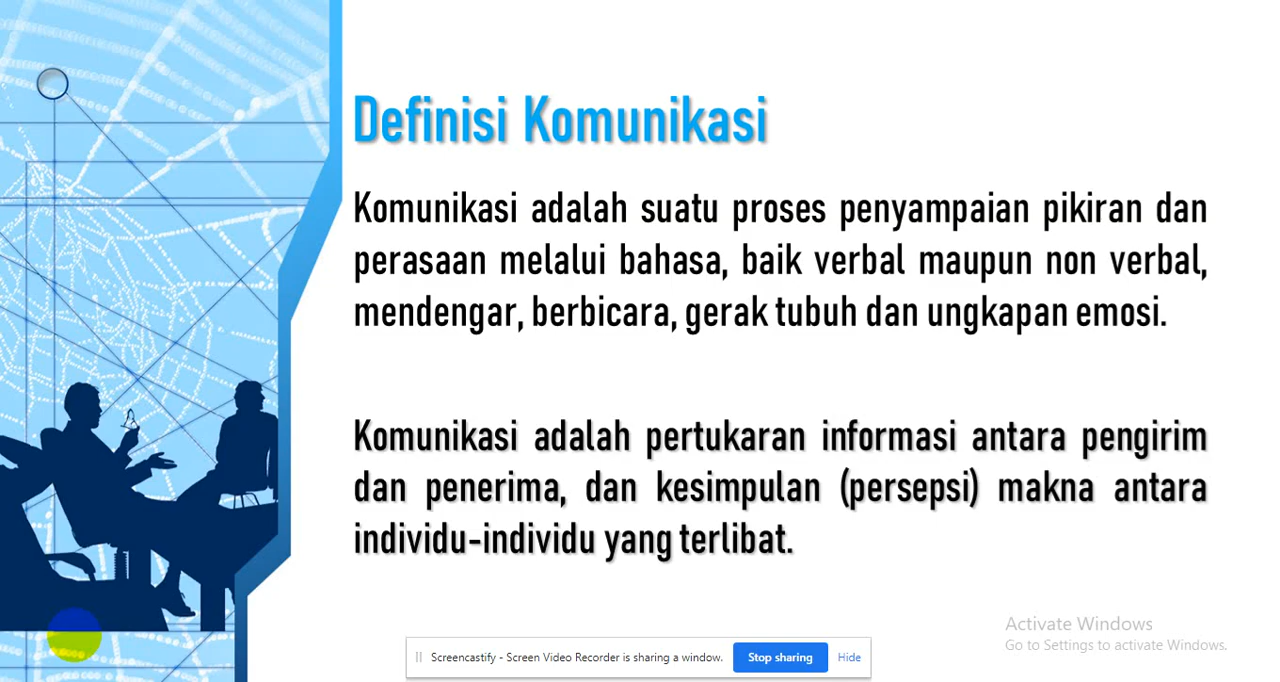 Definisi Komunikasi
Komunikasi adalah suatu proses penyampaian pikiran dan
perasaan melalui bahasa, baik verbal maupun non verbal,
mendengar, berbicara, gerak tubuh dan ungkapan emosi.
Komunikasi adalah pertukaran informasi antara pengirim
dan penerima, dan kesimpulan (persepsi) makna antara
individu-individu yang terlibat.
Activate Windows
Go to Settings to activate Windows.
Screencastify - Screen Video Recorder is sharing a window. Stop sharing Hide